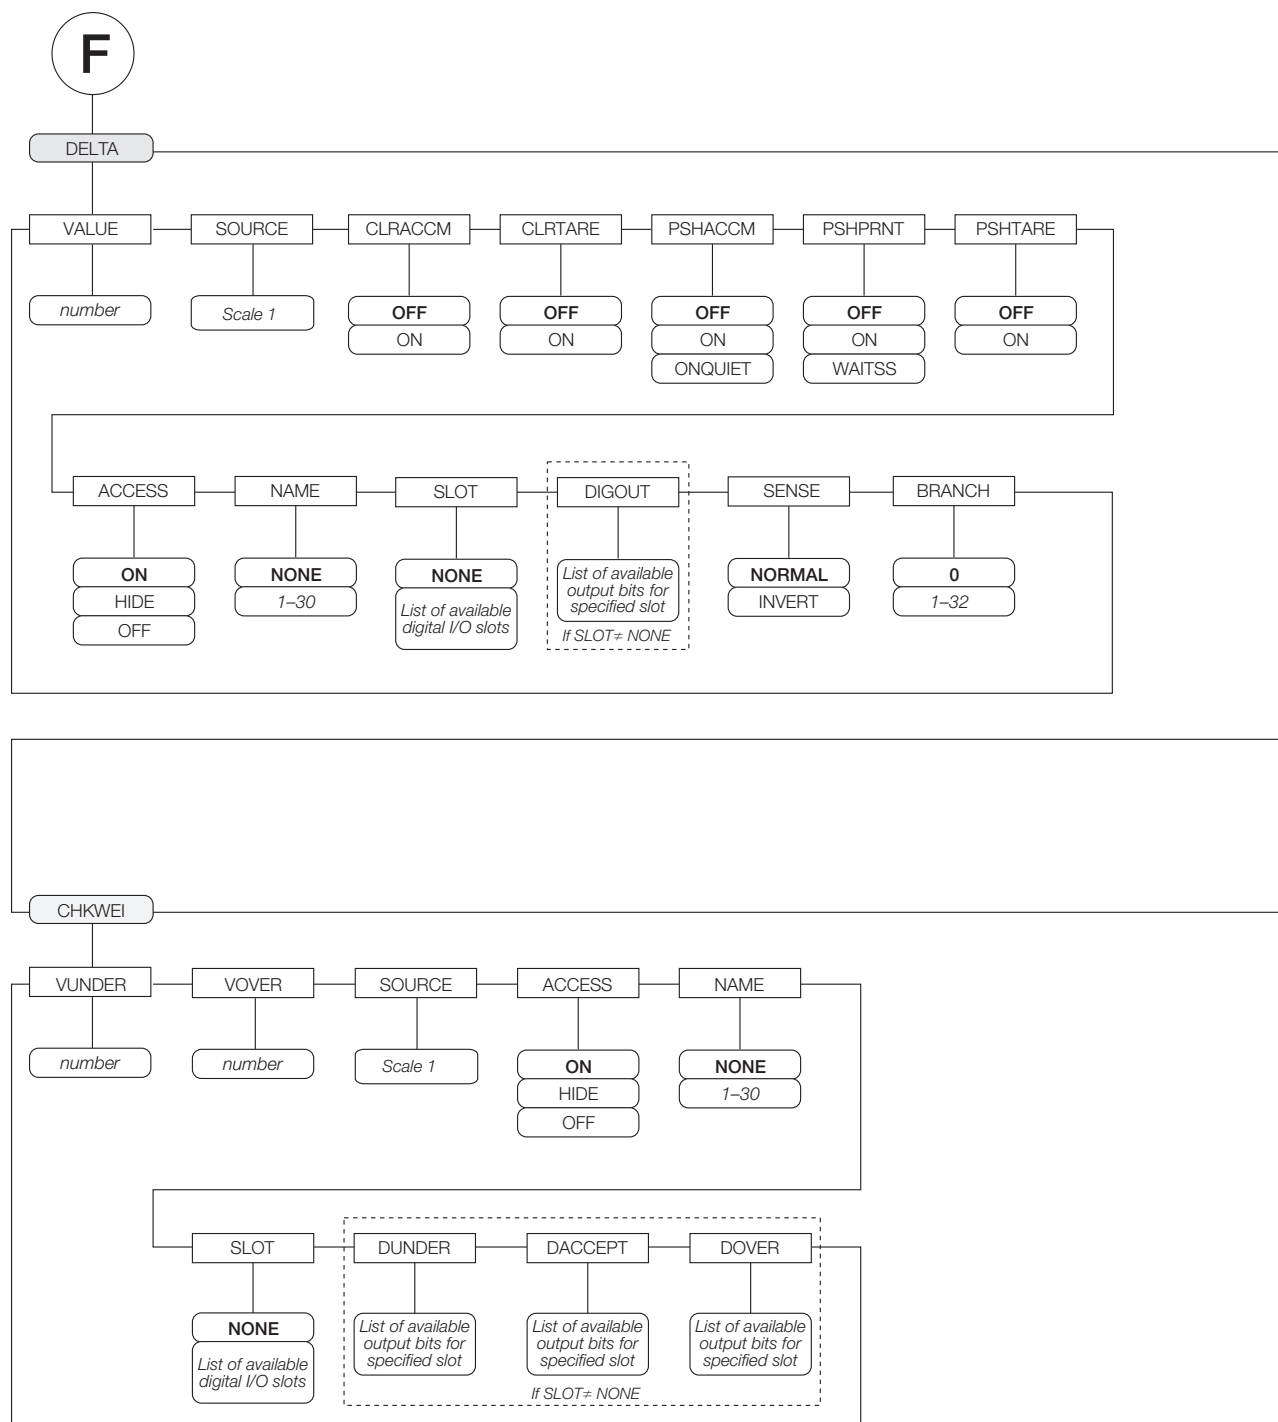 F
DELTA
VALUE SOURCE CLRACCM CLRTARE PSHACCM PSHPRNT PSHTARE
number Scale 1 OFF OFF OFF OFF OFF
ON ON ON ON ON
ONQUIET WAITSS
ACCESS NAME SLOT DIGOUT SENSE BRANCH
ON
HIDE
OFF
NONE
1–30
NONE
List of available
digital I/O slots
List of available
output bits for
specified slot
If SLOT≠ NONE
NORMAL
INVERT
0
1–32
CHKWEI
VUNDER VOVER SOURCE ACCESS NAME
number number Scale 1 ON NONE
HIDE 1–30
OFF
SLOT DUNDER DACCEPT DOVER
NONE
List of available
digital I/O slots
List of available
output bits for
specified slot
List of available
output bits for
specified slot
List of available
output bits for
specified slot
If SLOT≠ NONE